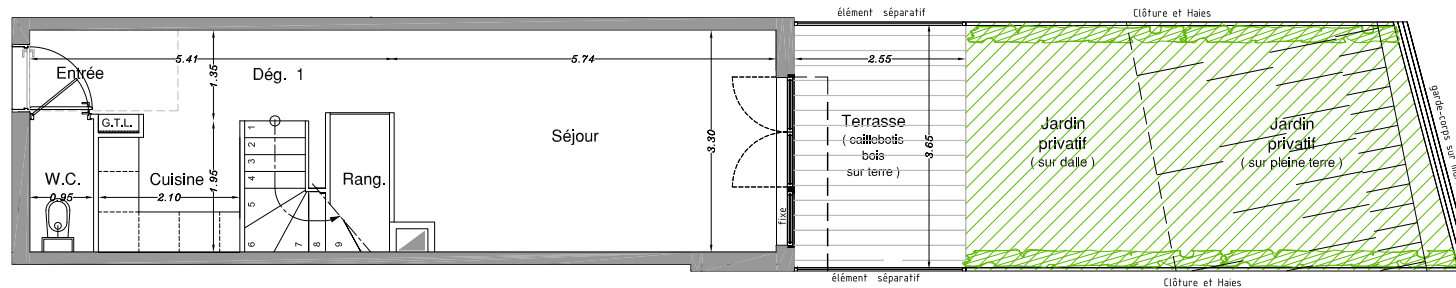 élément séparatif
Clôture et Haies
Entrée
5.41
Dég. 1
1.35
5.74
3.30
2.55
3.65
G.T.L.
W.C.
0.95
Cuisine
2.10
1.95
1
2
3
4
5
6
7
8
9
Rang.
Séjour
fixe
Terrasse
( caillebotis
bois
sur terre )
Jardin
privatif
( sur dalle )
Jardin
privatif
( sur pleine terre )
garde-corps sur
élément séparatif
Clôture et Haies